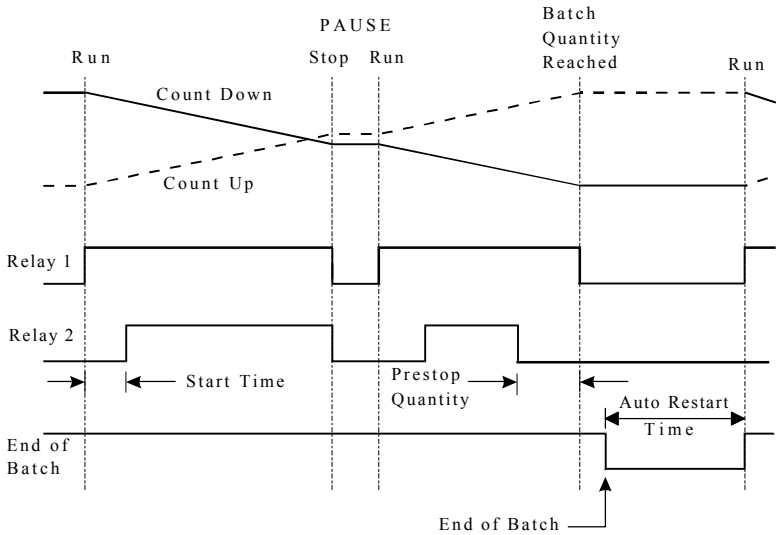 PAUSE
Batch
Quantity
Reached
Run
Stop
Run
Run
Count Down
Count Up
Relay 1
Relay 2
Start Time
Prestop
Quantity
Auto Restart
Time
End of
Batch
End of Batch